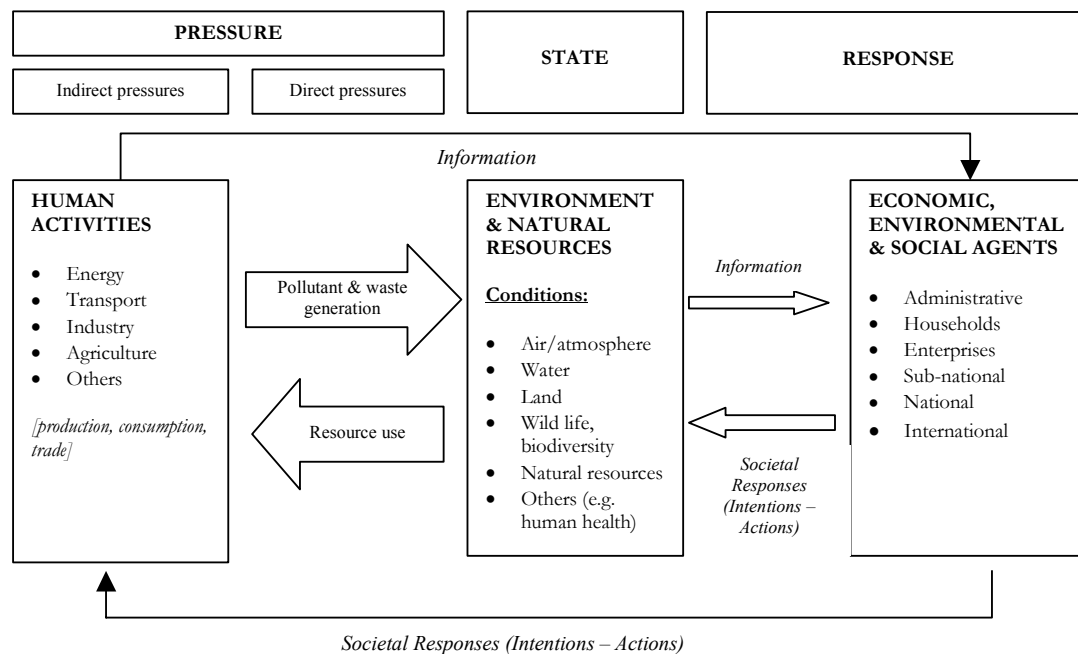 PRESSURE
STATE
RESPONSE
Indirect pressures
Direct pressures
Information
HUMAN
ACTIVITIES
• Energy
• Transport
• Industry
• Agriculture
• Others
[production, consumption,
trade]
Pollutant & waste
generation
Resource use
ENVIRONMENT
& NATURAL
RESOURCES
Conditions:
• Air/atmosphere
• Water
• Land
• Wild life,
biodiversity
• Natural resources
• Others (e.g.
human health)
Information
Societal
Responses
(Intentions –
Actions)
ECONOMIC,
ENVIRONMENTAL
& SOCIAL AGENTS
• Administrative
• Households
• Enterprises
• Sub-national
• National
• International
Societal Responses (Intentions – Actions)